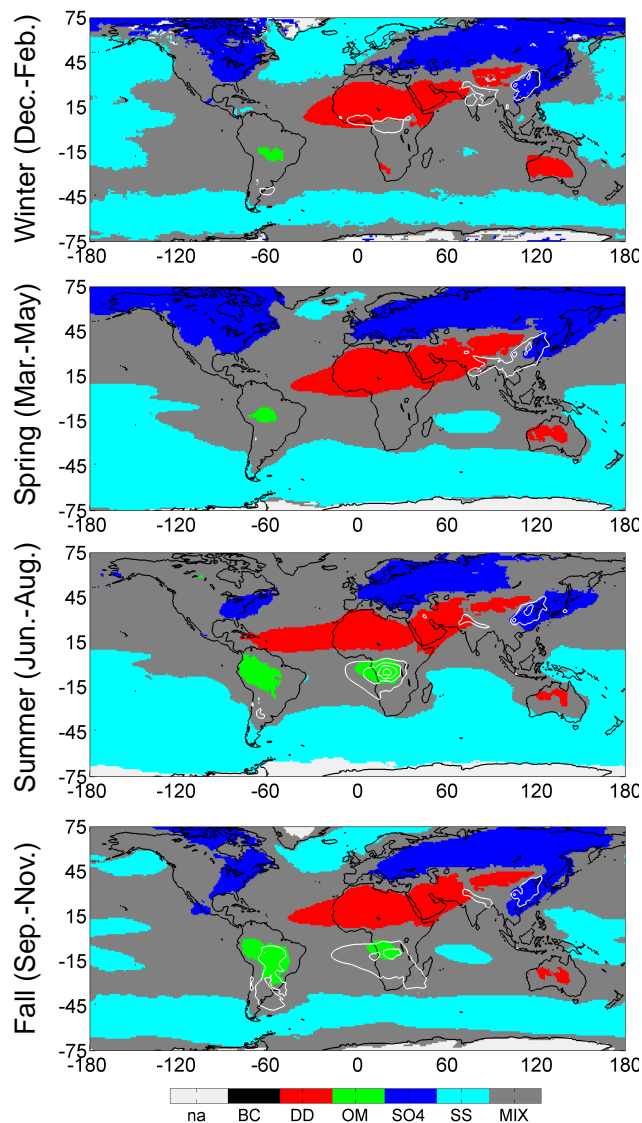 Winter (Dec.-Feb.)
75
45
15
-15
-45
-75
-180 -120 -60 0 60 120 180
Spring (Mar.-May)
75
45
15
-15
-45
-75
-180 -120 -60 0 60 120 180
Summer (Jun.-Aug.)
75
45
15
-15
-45
-75
-180 -120 -60 0 60 120 180
Fall (Sep.-Nov.)
75
45
15
-15
-45
-75
-180 -120 -60 0 60 120 180
na BC DD OM SO4 SS MIX